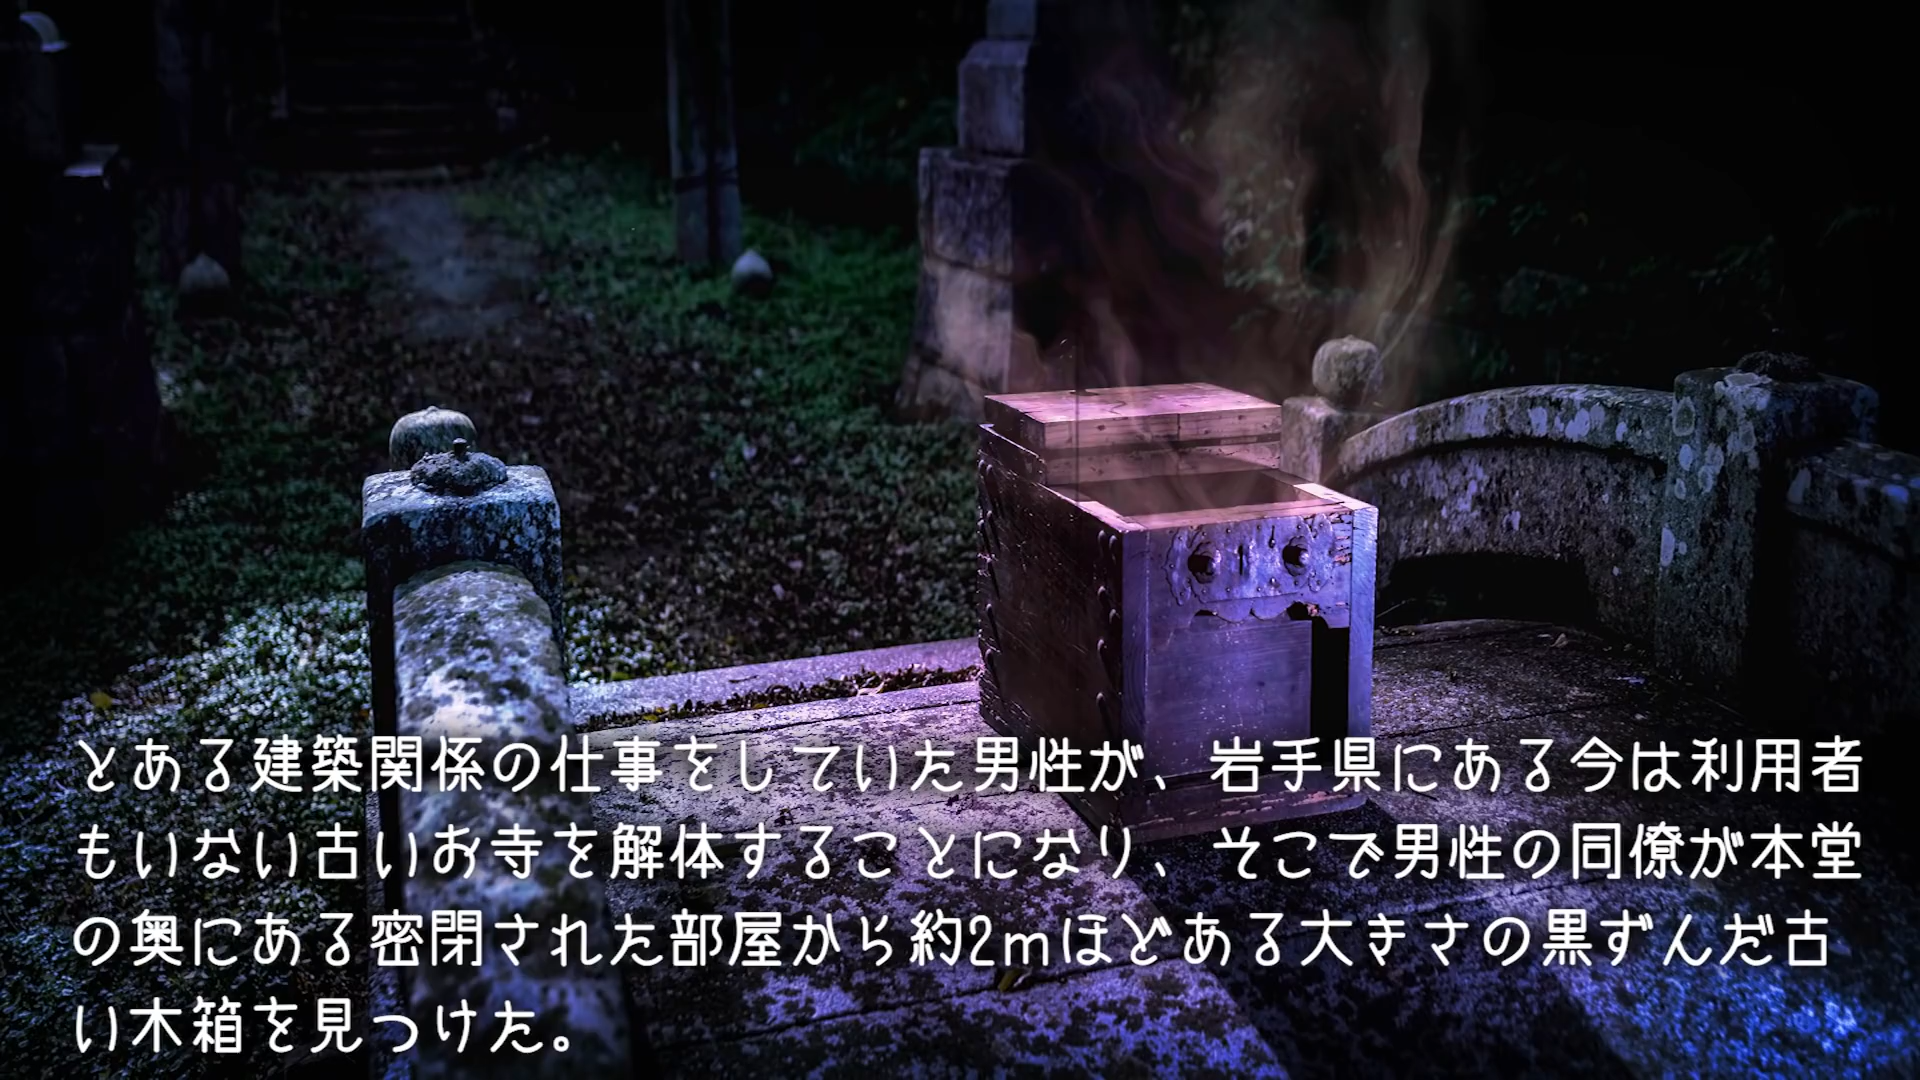 とある建築関係の仕事をしていた男性が、岩手県にある今は利用者
もいない古いお寺を解体することになり、そこで男性の同僚が本堂
の奥にある密閉された部屋から約2mほどある大きさの黒ずんだ古
い木箱を見つけた。